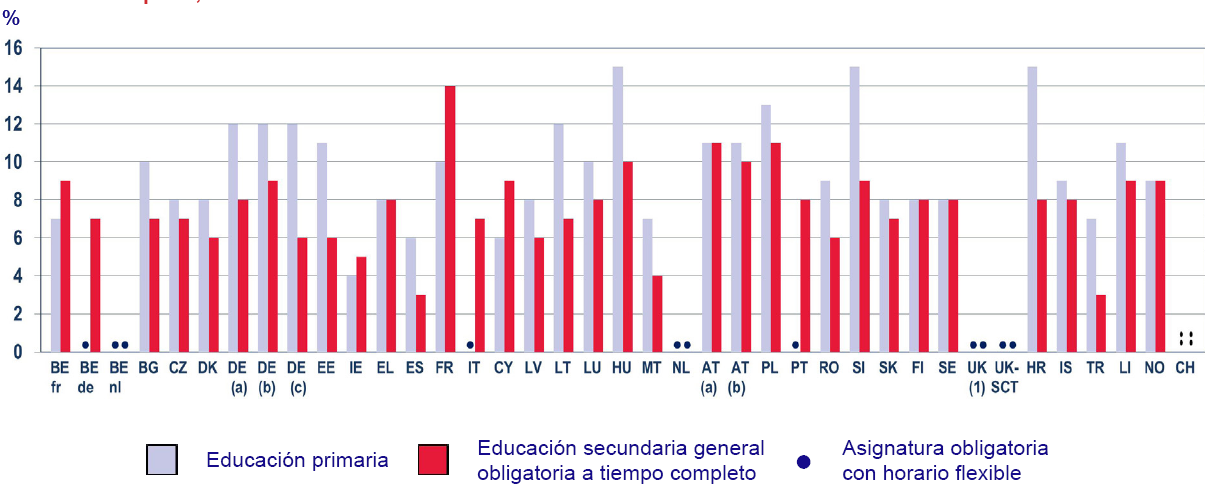 %
16
14
12
10
8
6
4
2
0
BE fr BE de BE nl BG CZ DK DE (a) DE (b) DE (c) EE IE EL ES FR IT CY LV LT LU HU MT NL AT (a) AT (b) PL PT RO SI SK FI SE UK (1) UK-SCT HR IS TR LI NO CH
Educación primaria
Educación secundaria general
obligatoria a tiempo completo
Asignatura obligatoria
con horario flexible